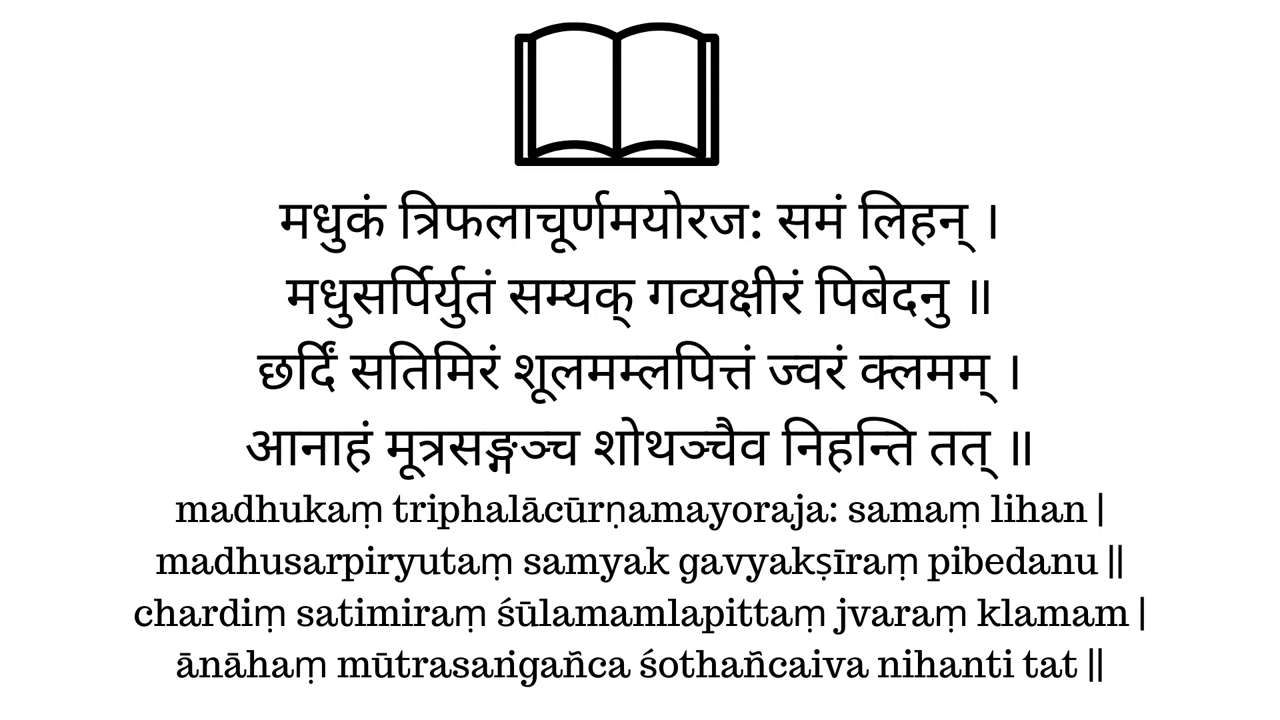 मधुकं त्रिफलाचूर्णमयोरज: समं लिहन् ।
मधुसर्पिर्युतं सम्यक् गव्यक्षीरं पिबेदनु ॥
छर्दिं सतिमिरं शूलमम्लपित्तं ज्वरं क्लमम् ।
आनाहं मूत्रसङ्गञ्च शोथञ्चैव निहन्ति तत् ॥
madhukaṃ triphalācūrṇamayoraja: samaṃ lihan |
madhusarpiryutaṃ samyak gavyakṣīraṃ pibedanu ||
chardiṃ satimiraṃ śūlamamlapittaṃ jvaraṃ klamam |
ānāhaṃ mūtrasaṅgañca śothañcaiva nihanti tat ||